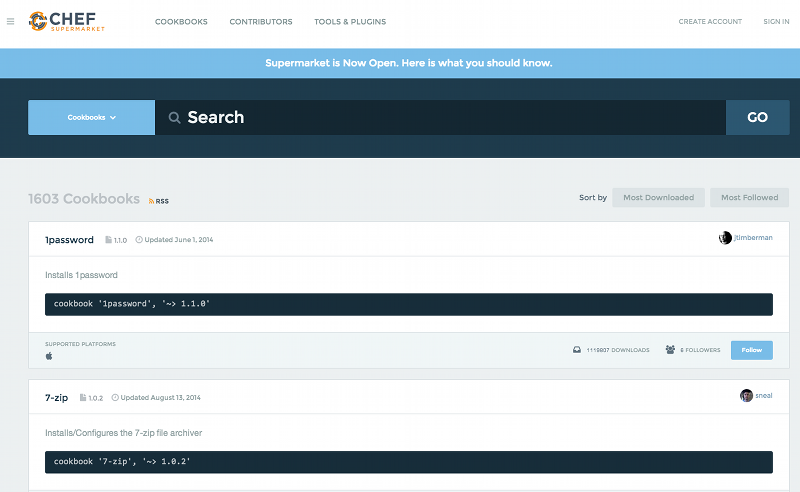 CHEF
SUPERMARKET
COOKBOOKS CONTRIBUTORS TOOLS & PLUGINS CREATE ACCOUNT SIGN IN
Supermarket is Now Open. Here is what you should know.
Cookbooks Search GO
1603 Cookbooks RSS Sort by Most Downloaded Most Followed
1password 1.1.0 Updated June 1, 2014 jtimberman
Installs 1password
cookbook '1password', '~> 1.1.0'
SUPPORTED PLATFORMS
1119807 DOWNLOADS 6 FOLLOWERS Follow
7-zip 1.0.2 Updated August 13, 2014 sneal
Installs/Configures the 7-zip file archiver
cookbook '7-zip', '~> 1.0.2'